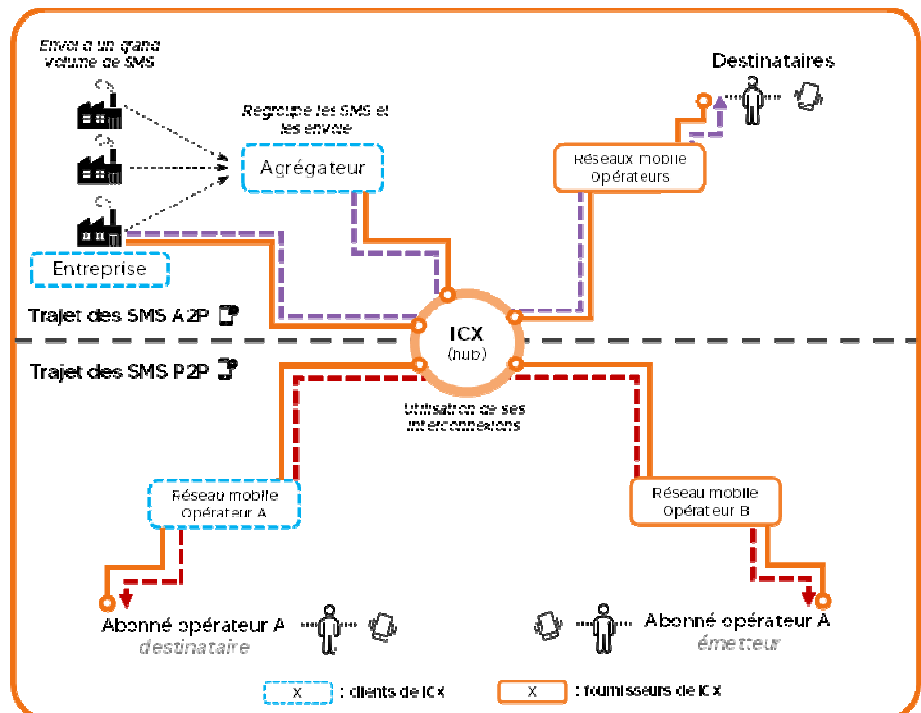 Envoi d'un grand
volume de SMS
Regroupe les SMS et
les envoie
Agrégateur
Entreprise
Destinataires
Réseaux mobile
Opérateurs
Trajet des SMS A2P
ICX
(hub)
Trajet des SMS P2P
Utilisation de ses
interconnexions
Réseau mobile
Opérateur A
Réseau mobile
Opérateur B
Abonné opérateur A
destinataire
Abonné opérateur A
émetteur
X : clients de ICX
X : fournisseurs de ICX